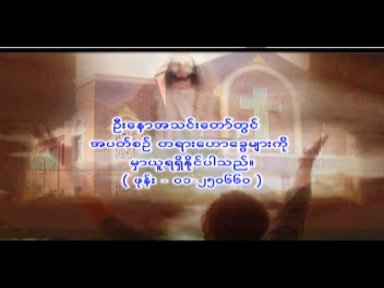 ဦးနောအသင်းတော်တွင်
အပတ်စဉ် တရားဟောခွေများကို
မှာယူရရှိနိုင်ပါသည်။
( ဖုန်း - ၀၁ ၂၅၀၆၆၀ )